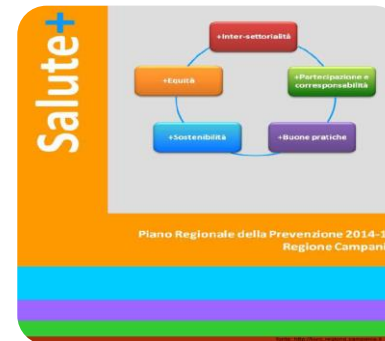 Salute+
+Inter-settorialità
+Equità
+Partecipazione e
corresponsabilità
+Sostenibilità
+Buone pratiche
Piano Regionale della Prevenzione 2014-1
Regione Campani